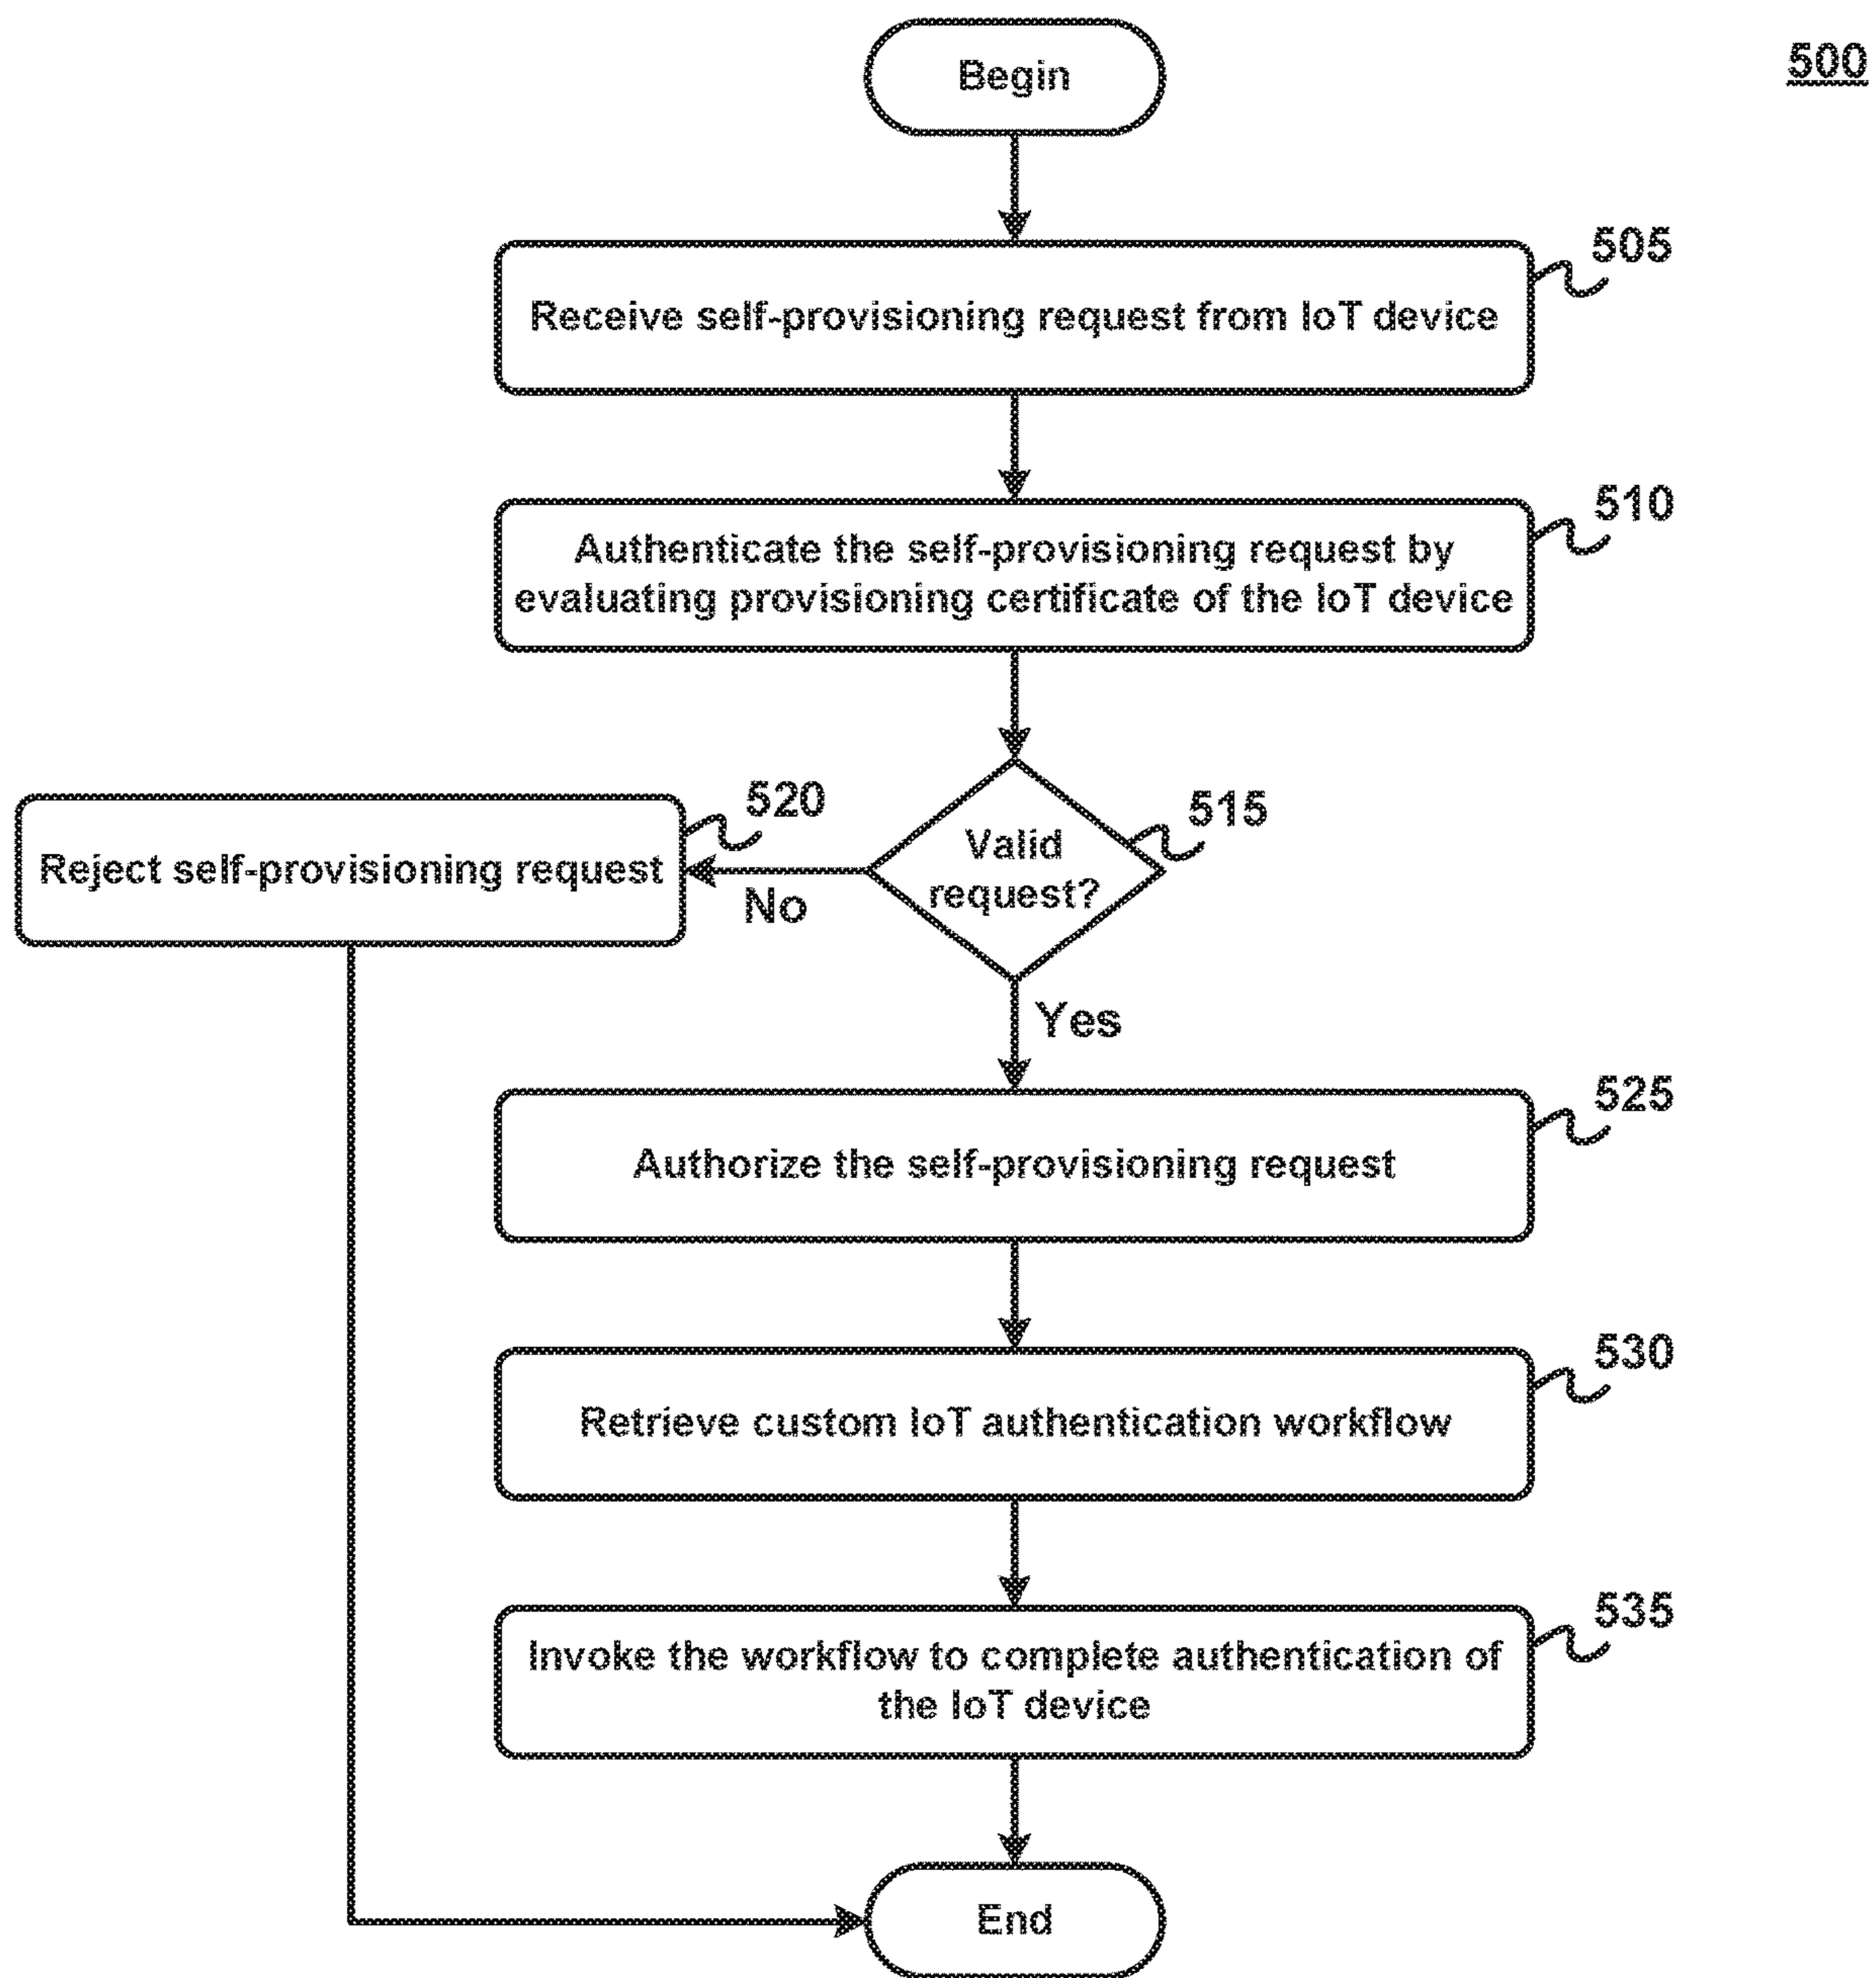 500
Begin
505
Receive self-provisioning request from IoT device
510
Authenticate the self-provisioning request by
evaluating provisioning certificate of the IoT device
515
Valid
request?
520
Reject self-provisioning request
No
Yes
525
Authorize the self-provisioning request
530
Retrieve custom IoT authentication workflow
535
Invoke the workflow to complete authentication of
the IoT device
End